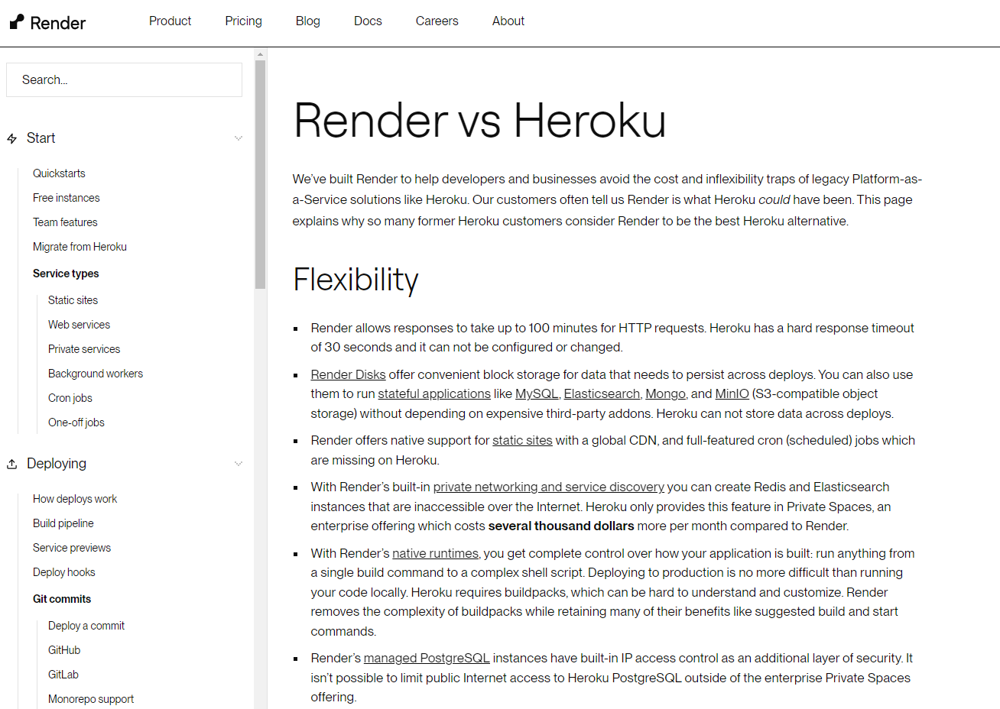 Render
Product
Pricing
Blog
Docs
Careers
About
Search...
Start
Quickstarts
Free instances
Team features
Migrate from Heroku
Service types
Static sites
Web services
Private services
Background workers
Cron jobs
One-off jobs
Deploying
How deploys work
Build pipeline
Service previews
Deploy hooks
Git commits
Deploy a commit
GitHub
GitLab
Monorepo support
Render vs Heroku
We’ve built Render to help developers and businesses avoid the cost and inflexibility traps of legacy Platform-as-
a-Service solutions like Heroku. Our customers often tell us Render is what Heroku could have been. This page
explains why so many former Heroku customers consider Render to be the best Heroku alternative.
Flexibility
▪ Render allows responses to take up to 100 minutes for HTTP requests. Heroku has a hard response timeout
of 30 seconds and it can not be configured or changed.
▪ Render Disks offer convenient block storage for data that needs to persist across deploys. You can also use
them to run stateful applications like MySQL, Elasticsearch, Mongo, and MinIO (S3-compatible object
storage) without depending on expensive third-party addons. Heroku can not store data across deploys.
▪ Render offers native support for static sites with a global CDN, and full-featured cron (scheduled) jobs which
are missing on Heroku.
▪ With Render’s built-in private networking and service discovery you can create Redis and Elasticsearch
instances that are inaccessible over the Internet. Heroku only provides this feature in Private Spaces, an
enterprise offering which costs several thousand dollars more per month compared to Render.
▪ With Render’s native runtimes, you get complete control over how your application is built: run anything from
a single build command to a complex shell script. Deploying to production is no more difficult than running
your code locally. Heroku requires buildpacks, which can be hard to understand and customize. Render
removes the complexity of buildpacks while retaining many of their benefits like suggested build and start
commands.
▪ Render’s managed PostgreSQL instances have built-in IP access control as an additional layer of security. It
isn’t possible to limit public Internet access to Heroku PostgreSQL outside of the enterprise Private Spaces
offering.